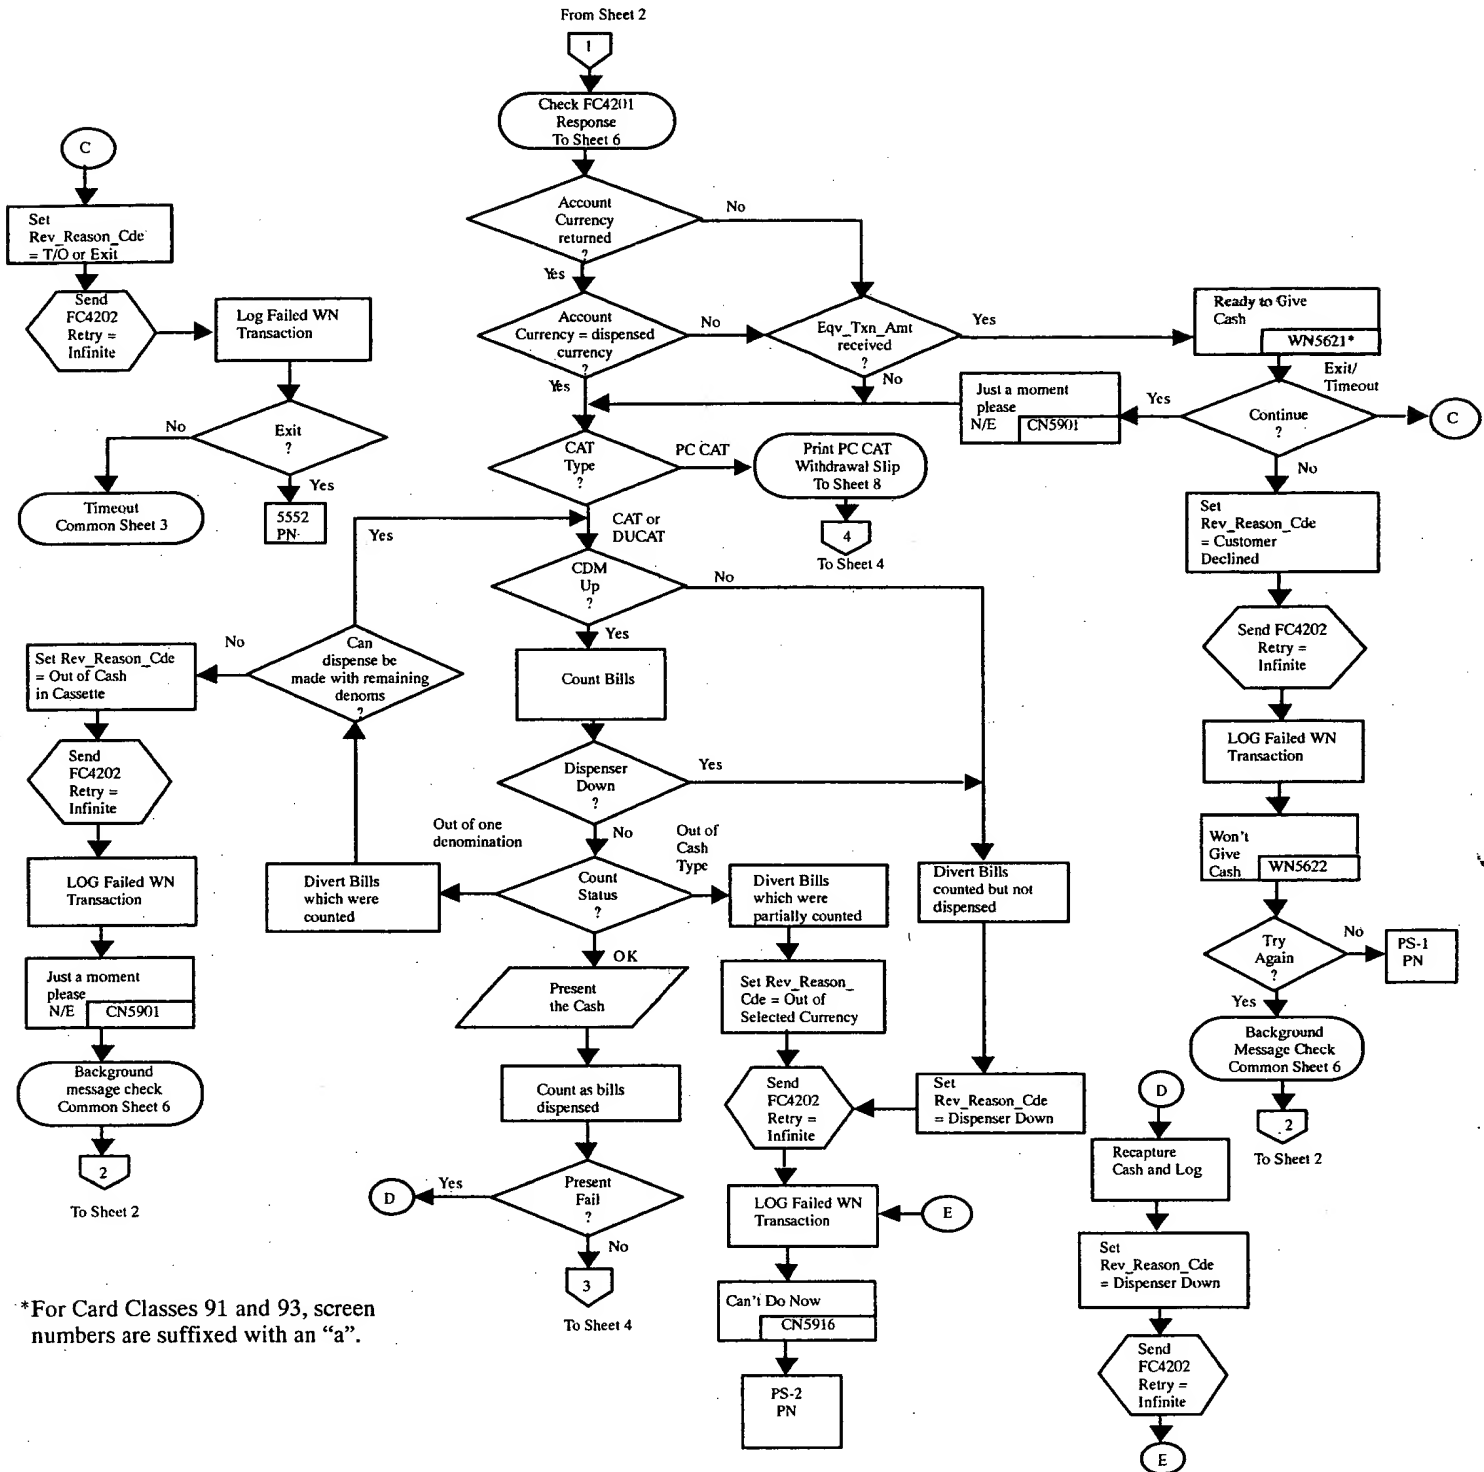 From Sheet 2
1
Check FC4201
Response
To Sheet 6
Account
Currency
returned
?
No
Yes
Account
Currency = dispensed
currency
?
No
Yes
Eqv_Txn_Amt
received
?
Yes
No
Ready to Give
Cash
WN5621*
Exit/
Timeout
Continue
?
Yes
C
No
Just a moment
please
N/E
CN5901
C
Set
Rev_Reason_Cde
= T/O or Exit
Send
FC4202
Retry =
Infinite
Log Failed WN
Transaction
Exit
?
No
Yes
Timeout
Common Sheet 3
5552
PN
CAT
Type
?
PC CAT
Print PC CAT
Withdrawal Slip
To Sheet 8
4
To Sheet 4
CAT or
DUCAT
Yes
CDM
Up
?
No
Yes
Count Bills
Can
dispense be
made with remaining
denoms
?
No
Set Rev_Reason_Cde
= Out of Cash
in Cassette
Send
FC4202
Retry =
Infinite
LOG Failed WN
Transaction
Just a moment
please
N/E
CN5901
Background
message check
Common Sheet 6
2
To Sheet 2
Dispenser
Down
?
Yes
No
Out of one
denomination
Out of
Cash
Type
Divert Bills
which were
counted
Count
Status
?
Divert Bills
which were
partially counted
Divert Bills
counted but not
dispensed
OK
Present
the Cash
Set Rev_Reason_
Cde = Out of
Selected Currency
Count as bills
dispensed
Send
FC4202
Retry =
Infinite
Set
Rev_Reason_Cde
= Dispenser Down
D
Yes
Present
Fail
?
No
3
To Sheet 4
LOG Failed WN
Transaction
E
Can't Do Now
CN5916
PS-2
PN
Set
Rev_Reason_Cde
= Customer
Declined
Send FC4202
Retry =
Infinite
LOG Failed WN
Transaction
Won't
Give
Cash
WN5622
Try
Again
?
No
PS-1
PN
Yes
Background
Message Check
Common Sheet 6
2
To Sheet 2
D
Recapture
Cash and Log
Set
Rev_Reason_Cde
= Dispenser Down
Send
FC4202
Retry =
Infinite
E
*For Card Classes 91 and 93, screen
numbers are suffixed with an “a”.